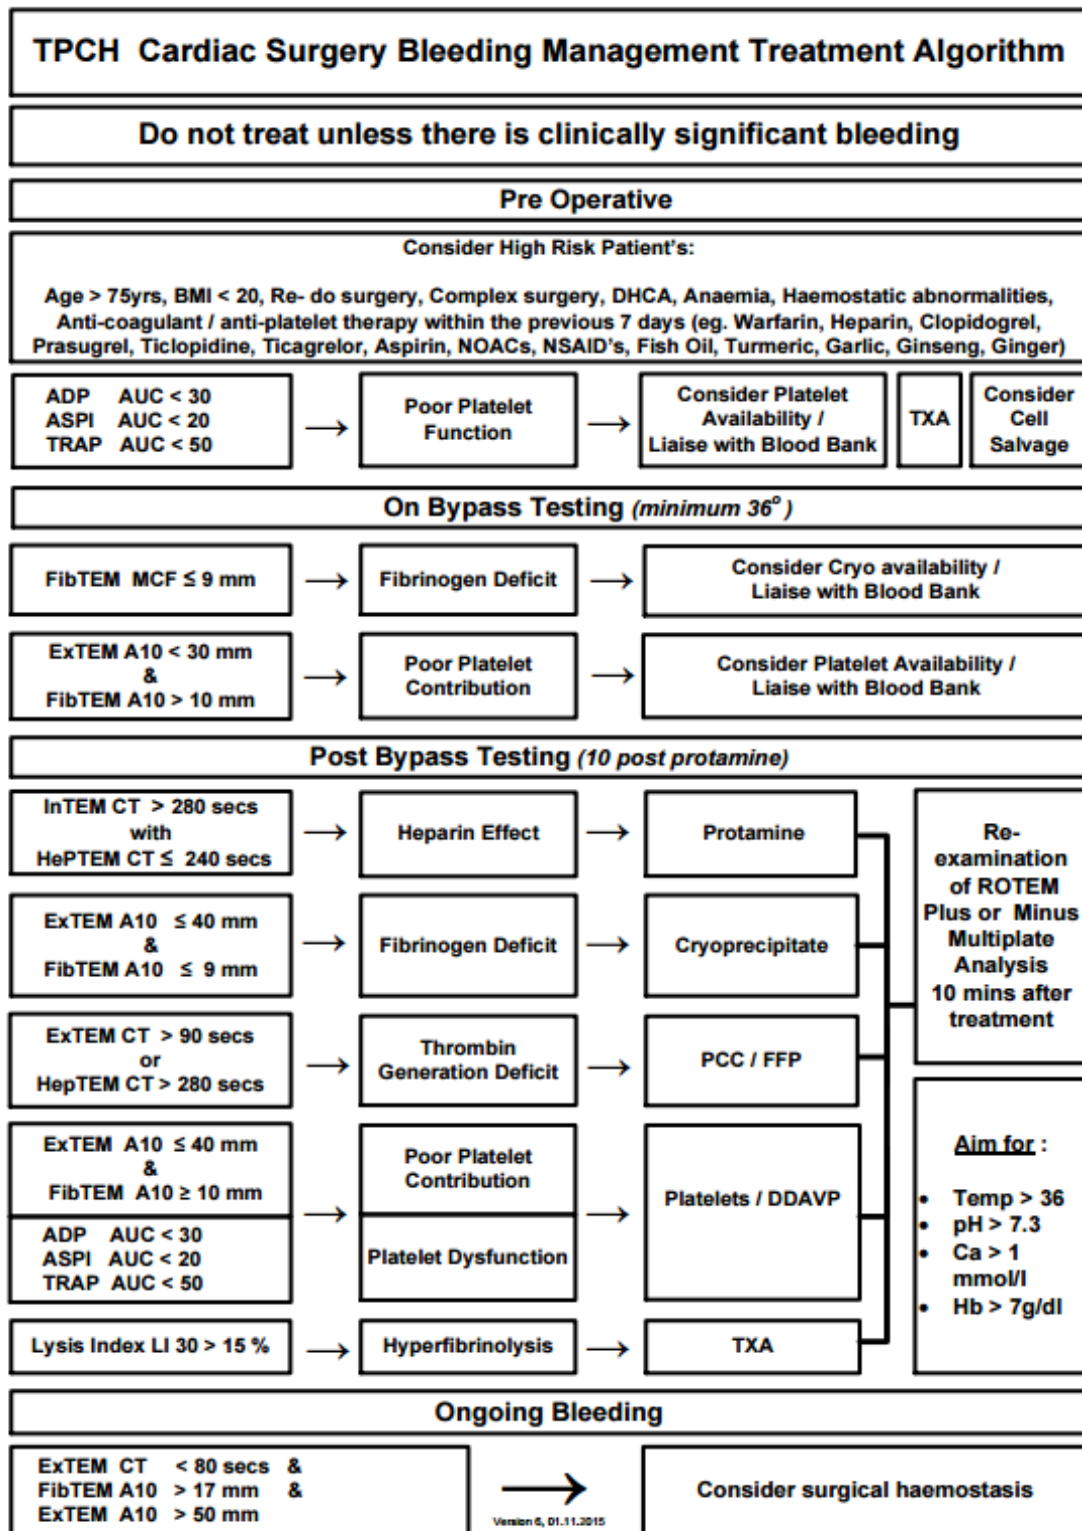 TPCH Cardiac Surgery Bleeding Management Treatment Algorithm
Do not treat unless there is clinically significant bleeding
Pre Operative
Consider High Risk Patient's:
Age > 75yrs, BMI < 20, Re- do surgery, Complex surgery, DHCA, Anaemia, Haemostatic abnormalities,
Anti-coagulant / anti-platelet therapy within the previous 7 days (eg. Warfarin, Heparin, Clopidogrel,
Prasugrel, Ticlopidine, Ticagrelor, Aspirin, NOACs, NSAID's, Fish Oil, Turmeric, Garlic, Ginseng, Ginger)
ADP AUC < 30
ASPI AUC < 20
TRAP AUC < 50
→
Poor Platelet
Function
→
Consider Platelet
Availability /
Liaise with Blood Bank
TXA
Consider
Cell
Salvage
On Bypass Testing (minimum 36º )
FibTEM MCF ≤ 9 mm
→
Fibrinogen Deficit
→
Consider Cryo availability /
Liaise with Blood Bank
ExTEM A10 < 30 mm
&
FibTEM A10 > 10 mm
→
Poor Platelet
Contribution
→
Consider Platelet Availability /
Liaise with Blood Bank
Post Bypass Testing (10 post protamine)
InTEM CT > 280 secs
with
HePTEM CT ≤ 240 secs
→
Heparin Effect
→
Protamine
ExTEM A10 ≤ 40 mm
&
FibTEM A10 ≤ 9 mm
→
Fibrinogen Deficit
→
Cryoprecipitate
ExTEM CT > 90 secs
or
HepTEM CT > 280 secs
→
Thrombin
Generation Deficit
→
PCC / FFP
ExTEM A10 ≤ 40 mm
&
FibTEM A10 ≥ 10 mm
ADP AUC < 30
ASPI AUC < 20
TRAP AUC < 50
→
Poor Platelet
Contribution
Platelet Dysfunction
→
Platelets / DDAVP
Lysis Index LI 30 > 15 %
→
Hyperfibrinolysis
→
TXA
Re-
examination
of ROTEM
Plus or Minus
Multiplate
Analysis
10 mins after
treatment
Aim for :
• Temp > 36
• pH > 7.3
• Ca > 1
mmol/l
• Hb > 7g/dl
Ongoing Bleeding
ExTEM CT < 80 secs &
FibTEM A10 > 17 mm &
ExTEM A10 > 50 mm
→
Version 6, 01.11.2015
Consider surgical haemostasis